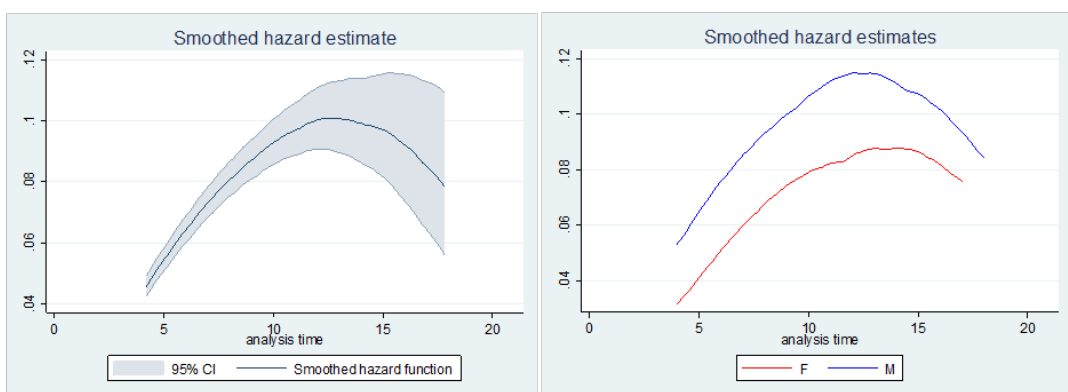 Smoothed hazard estimate
.12
.1
.08
.06
.04
0 5 10 15 20
analysis time
95% CI Smoothed hazard function
Smoothed hazard estimates
.12
.1
.08
.06
.04
0 5 10 15 20
analysis time
F M